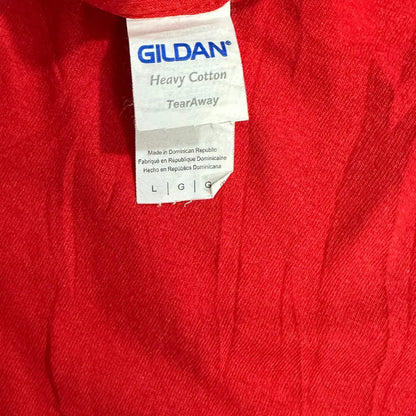 GILDAN®
Heavy Cotton
TearAway
Made in Dominican Republic
Fabriqué en République Dominicaine
Hecho en República Dominicana
L | G | G